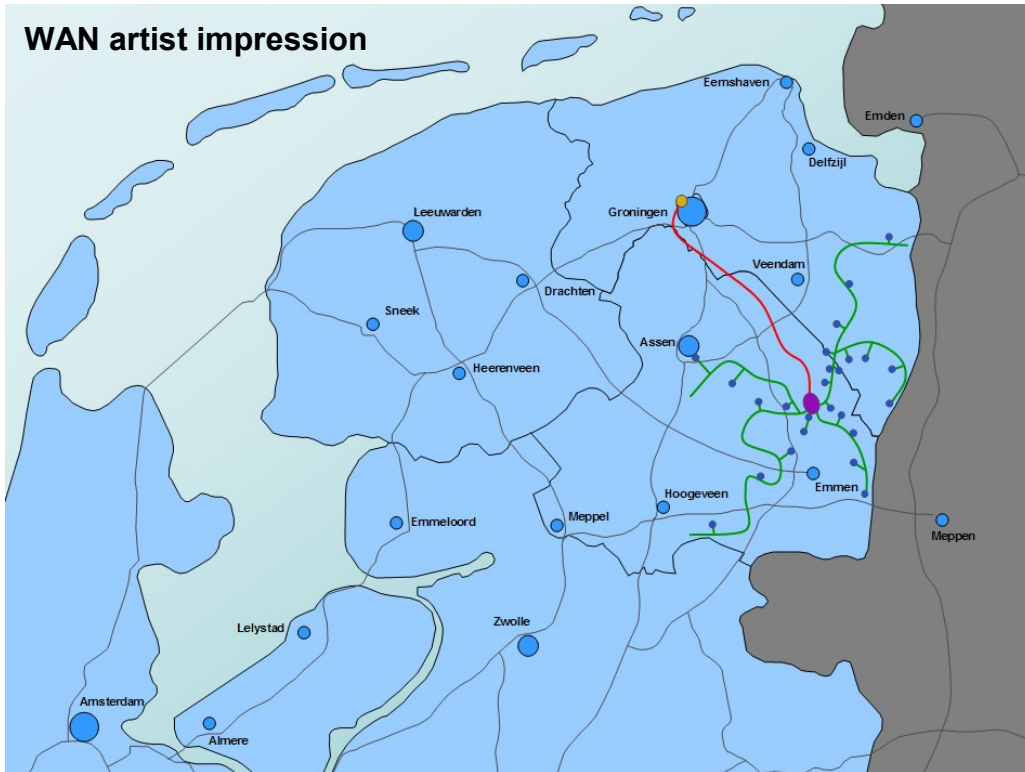 WAN artist impression
Eemshaven
Emden
Delfzijl
Leeuwarden
Groningen
Veendam
Drachten
Sneek
Assen
Heerenveen
Emmen
Hoogeveen
Emmeloord
Meppel
Meppen
Lelystad
Zwolle
Amsterdam
Almere